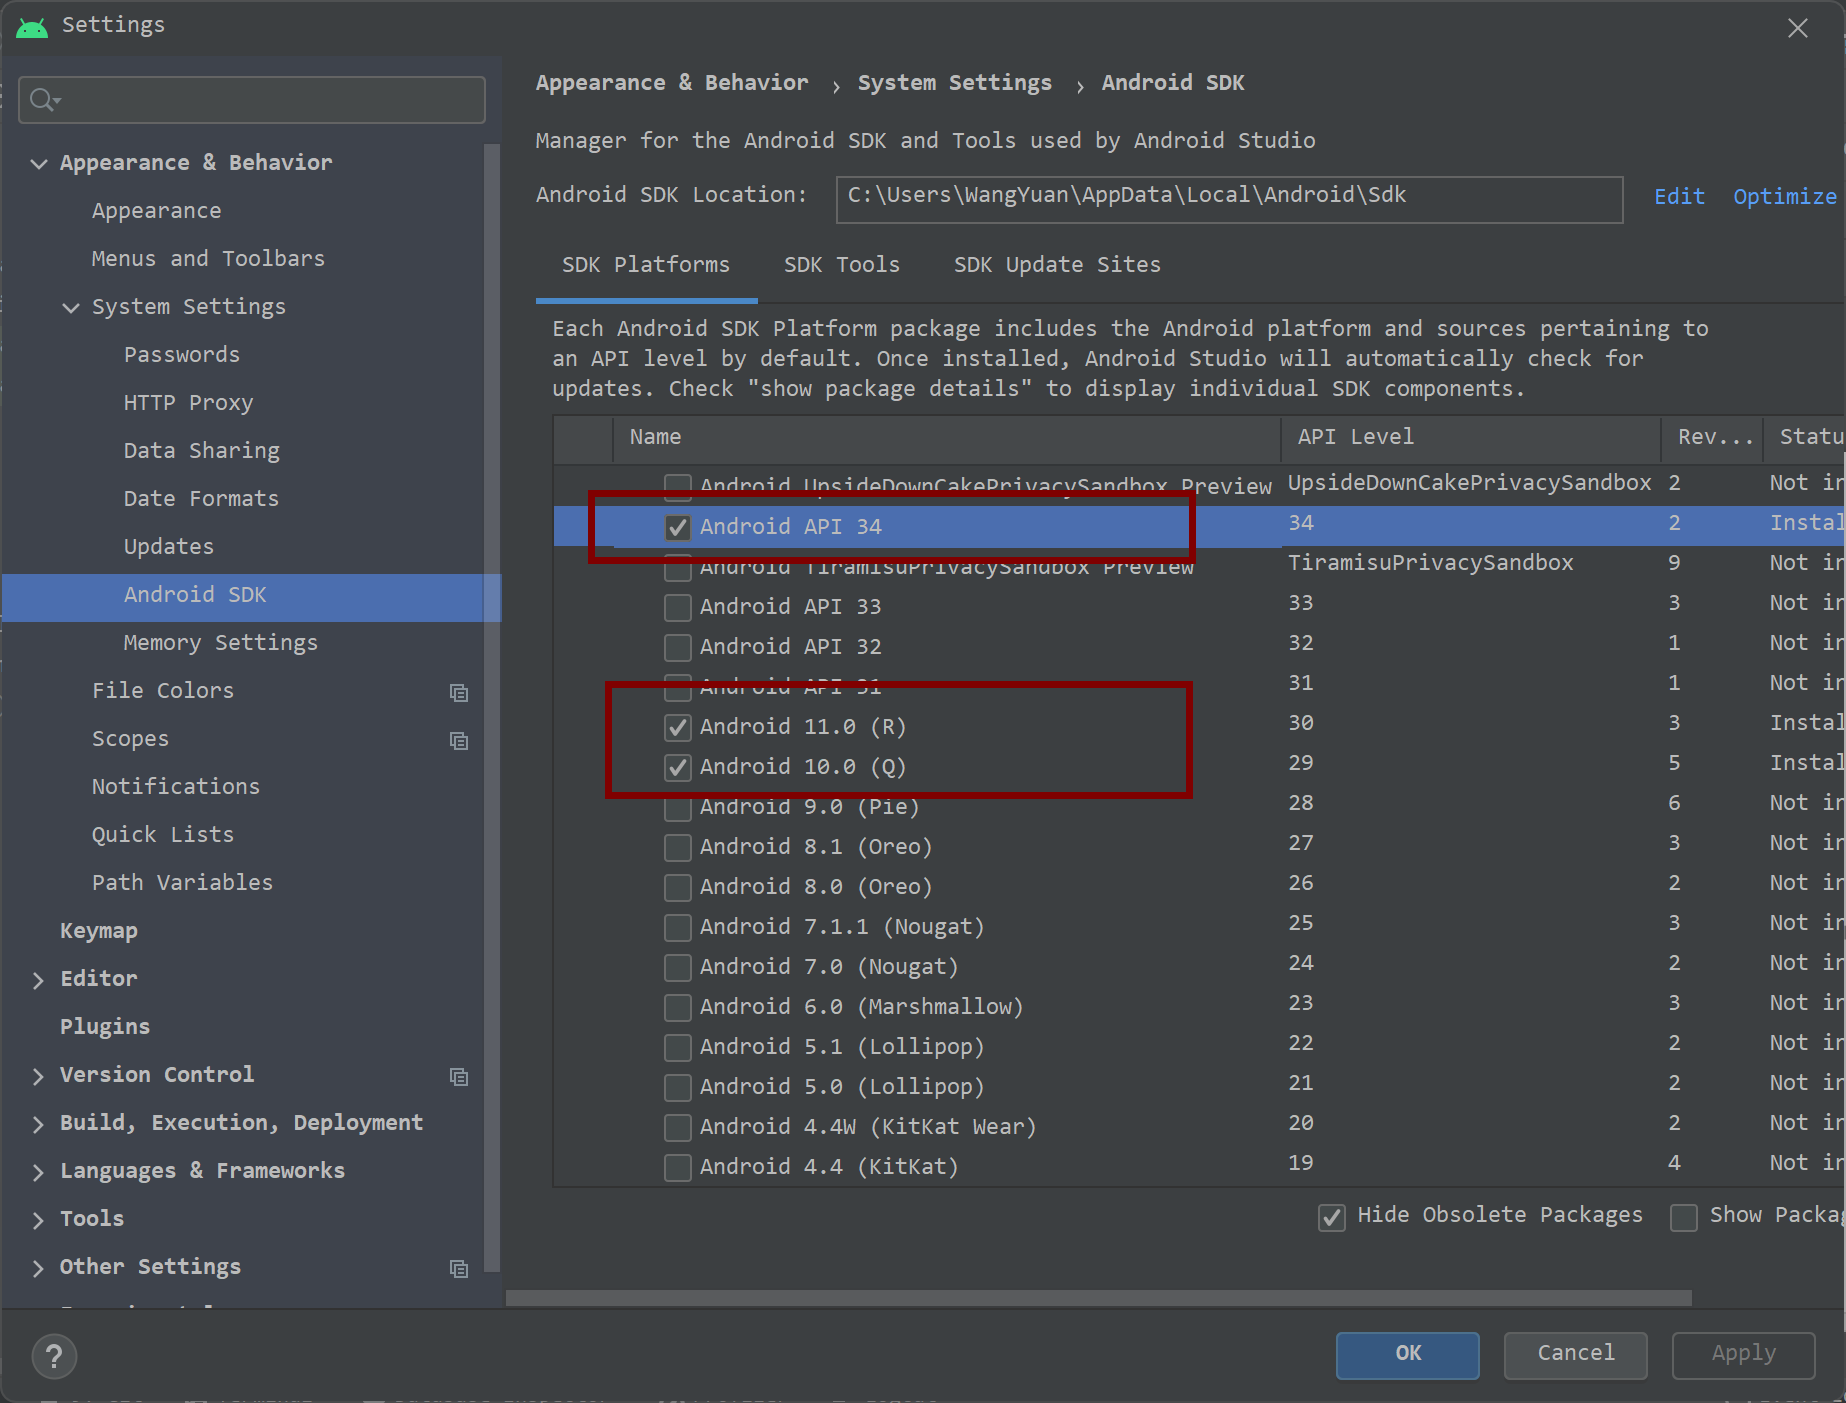 Settings
Appearance & Behavior › System Settings › Android SDK
Manager for the Android SDK and Tools used by Android Studio
Android SDK Location: C:\Users\WangYuan\AppData\Local\Android\Sdk Edit Optimize
SDK Platforms SDK Tools SDK Update Sites
Each Android SDK Platform package includes the Android platform and sources pertaining to
an API level by default. Once installed, Android Studio will automatically check for
updates. Check "show package details" to display individual SDK components.
Appearance & Behavior
Appearance
Menus and Toolbars
System Settings
Passwords
HTTP Proxy
Data Sharing
Date Formats
Updates
Android SDK
Memory Settings
File Colors
Scopes
Notifications
Quick Lists
Path Variables
Keymap
Editor
Plugins
Version Control
Build, Execution, Deployment
Languages & Frameworks
Tools
Other Settings
Name API Level Rev... Statu
Android UpsideDownCakePrivacySandbox Preview UpsideDownCakePrivacySandbox 2 Not in
Android API 34 34 2 Instal
Android TiramisuPrivacySandbox Preview TiramisuPrivacySandbox 9 Not in
Android API 33 33 3 Not in
Android API 32 32 1 Not in
Android API 31 31 1 Not in
Android 11.0 (R) 30 3 Instal
Android 10.0 (Q) 29 5 Instal
Android 9.0 (Pie) 28 6 Not in
Android 8.1 (Oreo) 27 3 Not in
Android 8.0 (Oreo) 26 2 Not in
Android 7.1.1 (Nougat) 25 3 Not in
Android 7.0 (Nougat) 24 2 Not in
Android 6.0 (Marshmallow) 23 3 Not in
Android 5.1 (Lollipop) 22 2 Not in
Android 5.0 (Lollipop) 21 2 Not in
Android 4.4W (KitKat Wear) 20 2 Not in
Android 4.4 (KitKat) 19 4 Not in
Hide Obsolete Packages Show Packag
? OK Cancel Apply